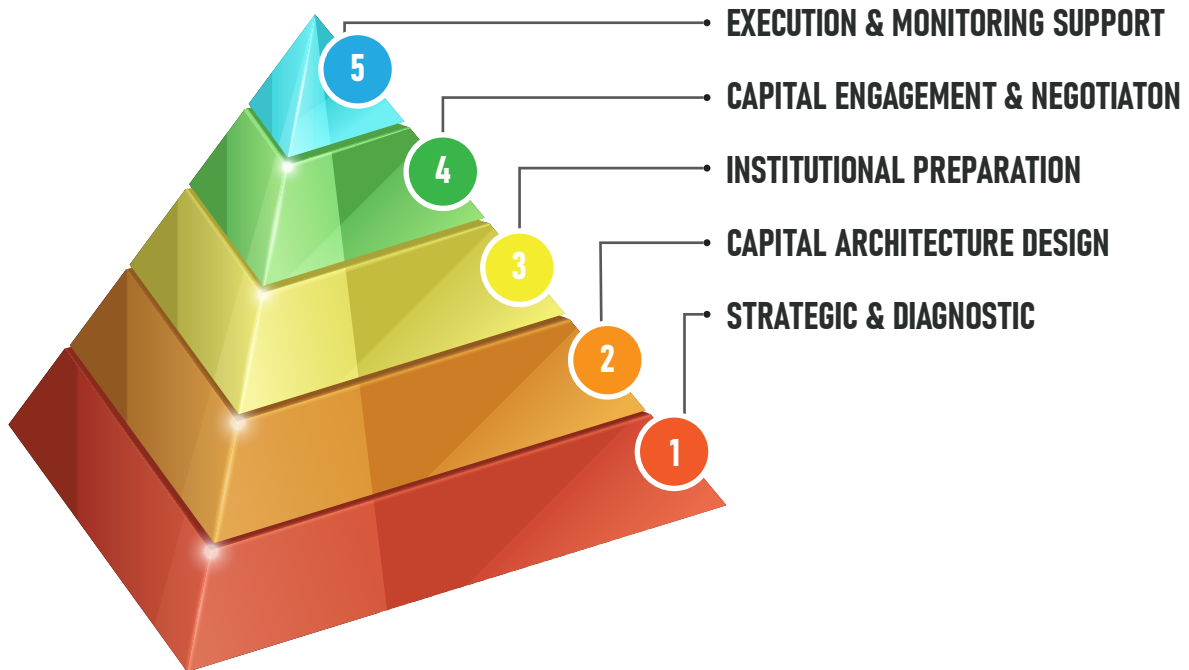 5 EXECUTION & MONITORING SUPPORT
4 CAPITAL ENGAGEMENT & NEGOTIATON
3 INSTITUTIONAL PREPARATION
2 CAPITAL ARCHITECTURE DESIGN
1 STRATEGIC & DIAGNOSTIC